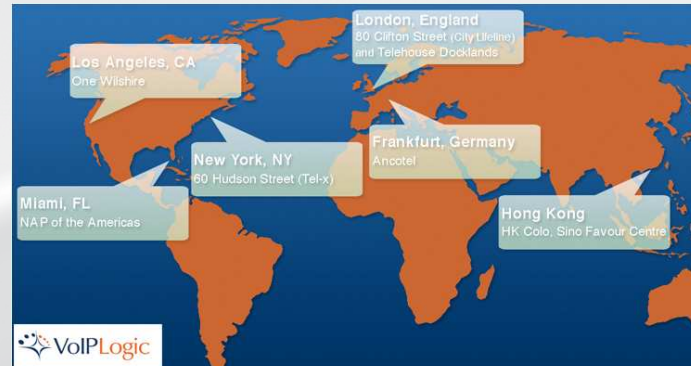 London, England
80 Clifton Street (City Lifeline)
and Telehouse Docklands
Los Angeles, CA
One Wilshire
Frankfurt, Germany
Ancotel
New York, NY
60 Hudson Street (Tel-x)
Miami, FL
NAP of the Americas
Hong Kong
HK Colo, Sino Favour Centre
VoIPLogic